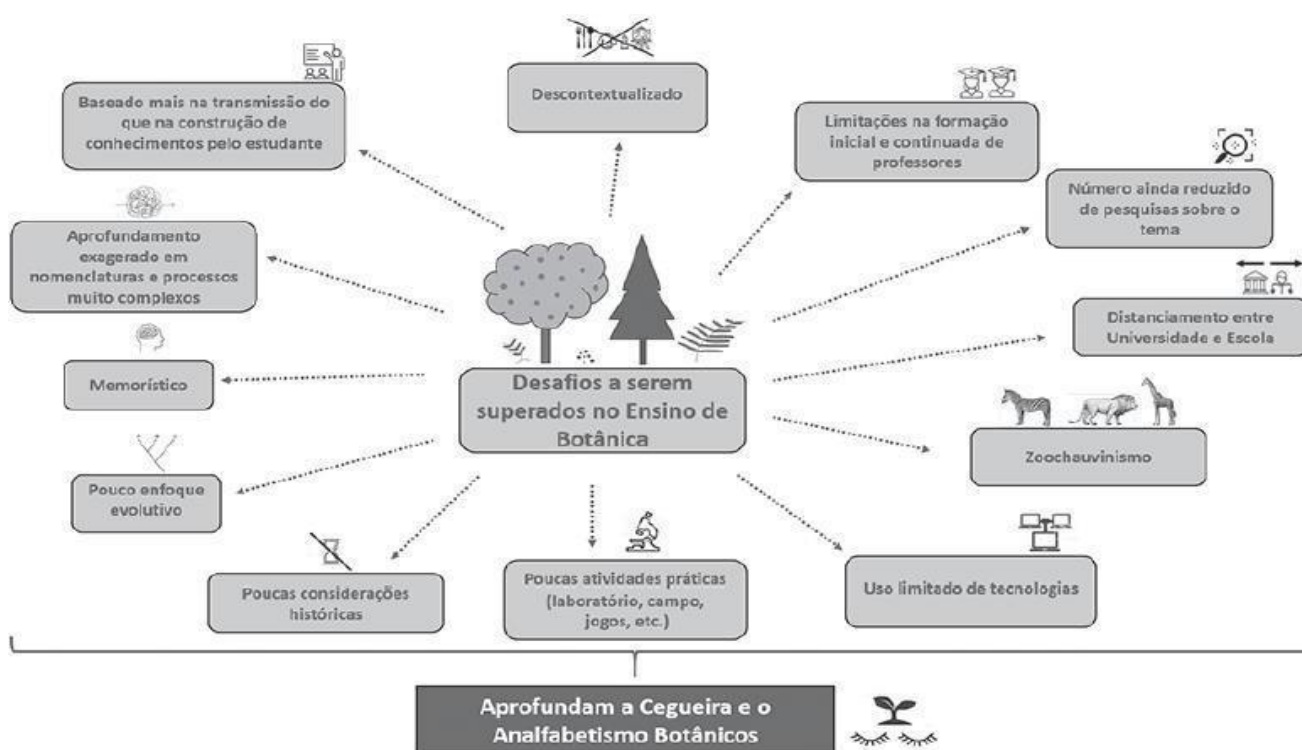 Baseado mais na transmissão do
que na construção de
conhecimentos pelo estudante
Descontextualizado
Limitações na formação
inicial e continuada de
professores
Número ainda reduzido
de pesquisas sobre o
tema
Aprofundamento
exagerado em
nomenclaturas e processos
muito complexos
Distanciamento entre
Universidade e Escola
Memorístico
Desafios a serem
superados no Ensino de
Botânica
Zoochauvinismo
Pouco enfoque
evolutivo
Poucas considerações
históricas
Poucas atividades práticas
(laboratório, campo,
jogos, etc.)
Uso limitado de tecnologias
Aprofundam a Cegueira e o
Analfabetismo Botânicos